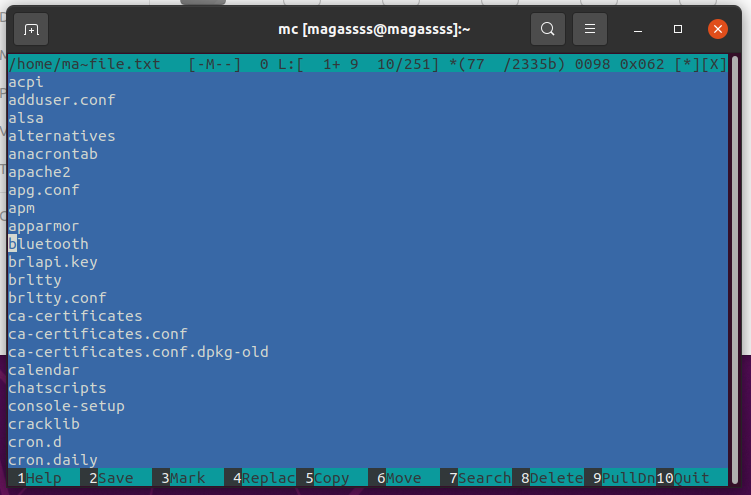 mc [magassss@magassss]:~
/home/ma~file.txt   [-M--]  0 L:[  1+ 9  10/251] *(77  /2335b) 0098 0x062 [*][X]
acpi
adduser.conf
alsa
alternatives
anacrontab
apache2
apg.conf
apm
apparmor
bluetooth
brlapi.key
brltty
brltty.conf
ca-certificates
ca-certificates.conf
ca-certificates.conf.dpkg-old
calendar
chatscripts
console-setup
cracklib
cron.d
cron.daily
1Help  2Save  3Mark  4Replac 5Copy  6Move  7Search 8Delete 9PullDn10Quit